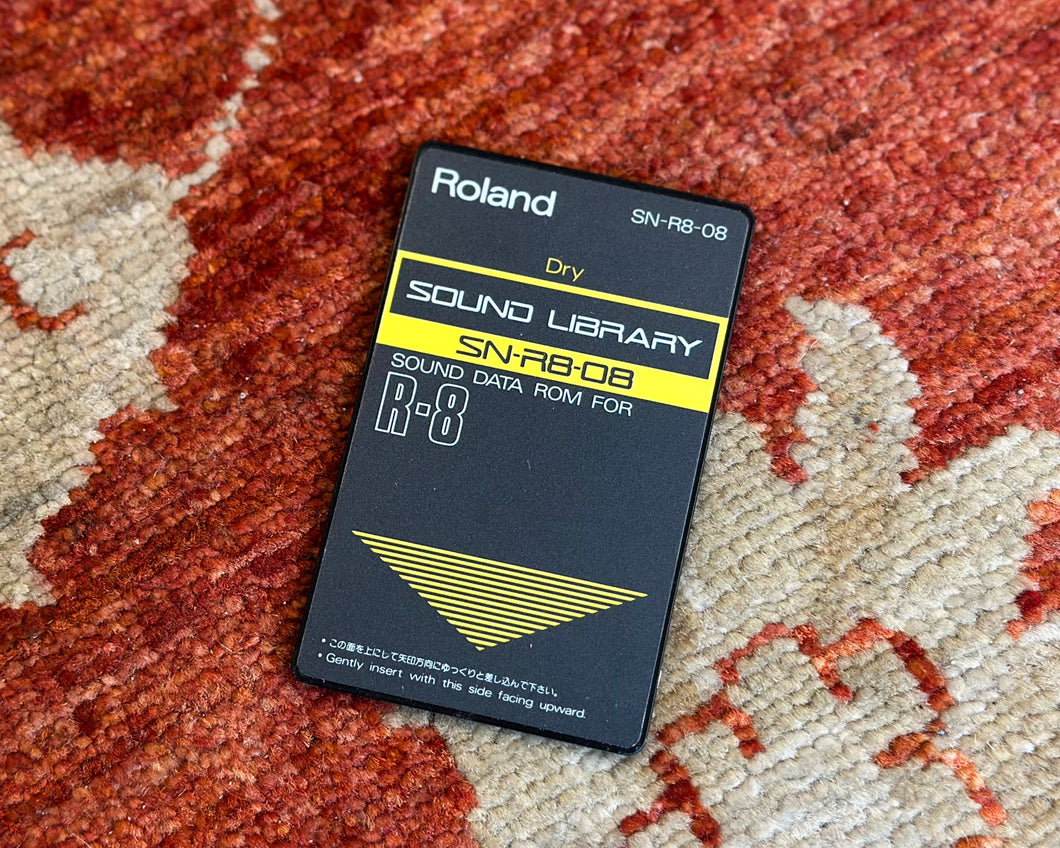 Roland
SN-R8-08
Dry
SOUND LIBRARY
SN-R8-08
SOUND DATA ROM FOR
R-8
• この面を上にして矢印方向にゆっくりと差し込んで下さい。
• Gently insert with this side facing upward.